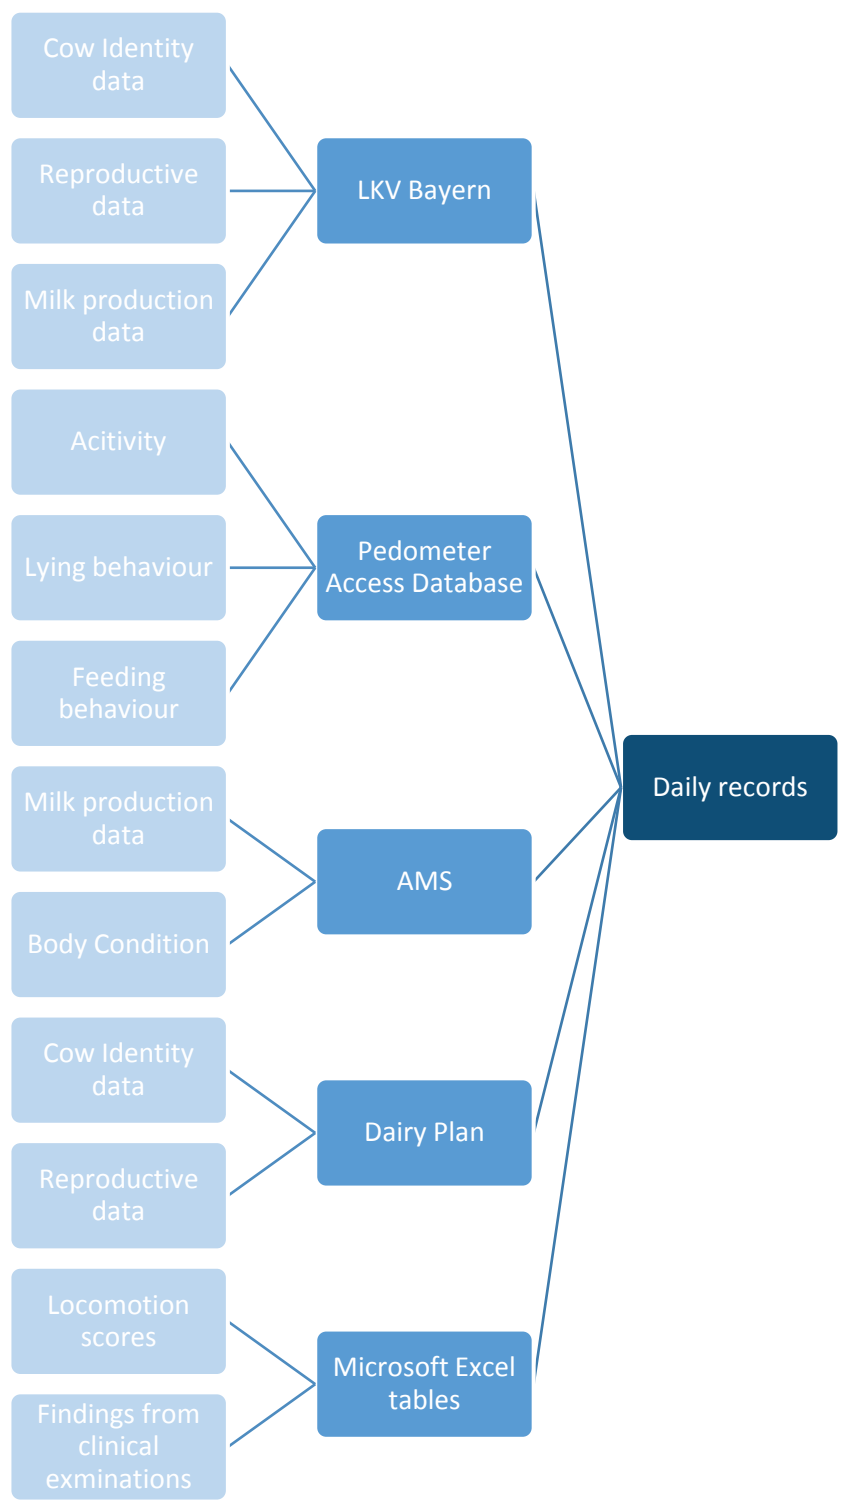 Cow Identity
data
Reproductive
data
Milk production
data
LKV Bayern
Acitivity
Lying behaviour
Feeding
behaviour
Pedometer
Access Database
Milk production
data
Body Condition
AMS
Cow Identity
data
Reproductive
data
Dairy Plan
Locomotion
scores
Findings from
clinical
exminations
Microsoft Excel
tables
Daily records